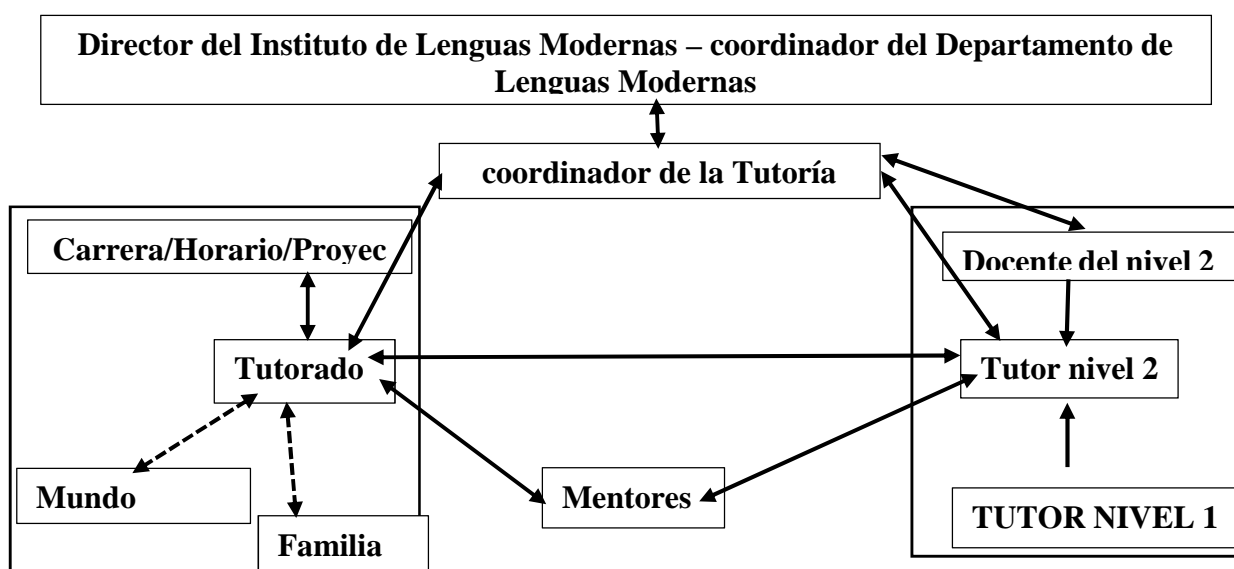 Director del Instituto de Lenguas Modernas – coordinador del Departamento de
Lenguas Modernas
coordinador de la Tutoría
Carrera/Horario/Proyec
Docente del nivel 2
Tutorado
Tutor nivel 2
Mundo
Mentores
TUTOR NIVEL 1
Familia